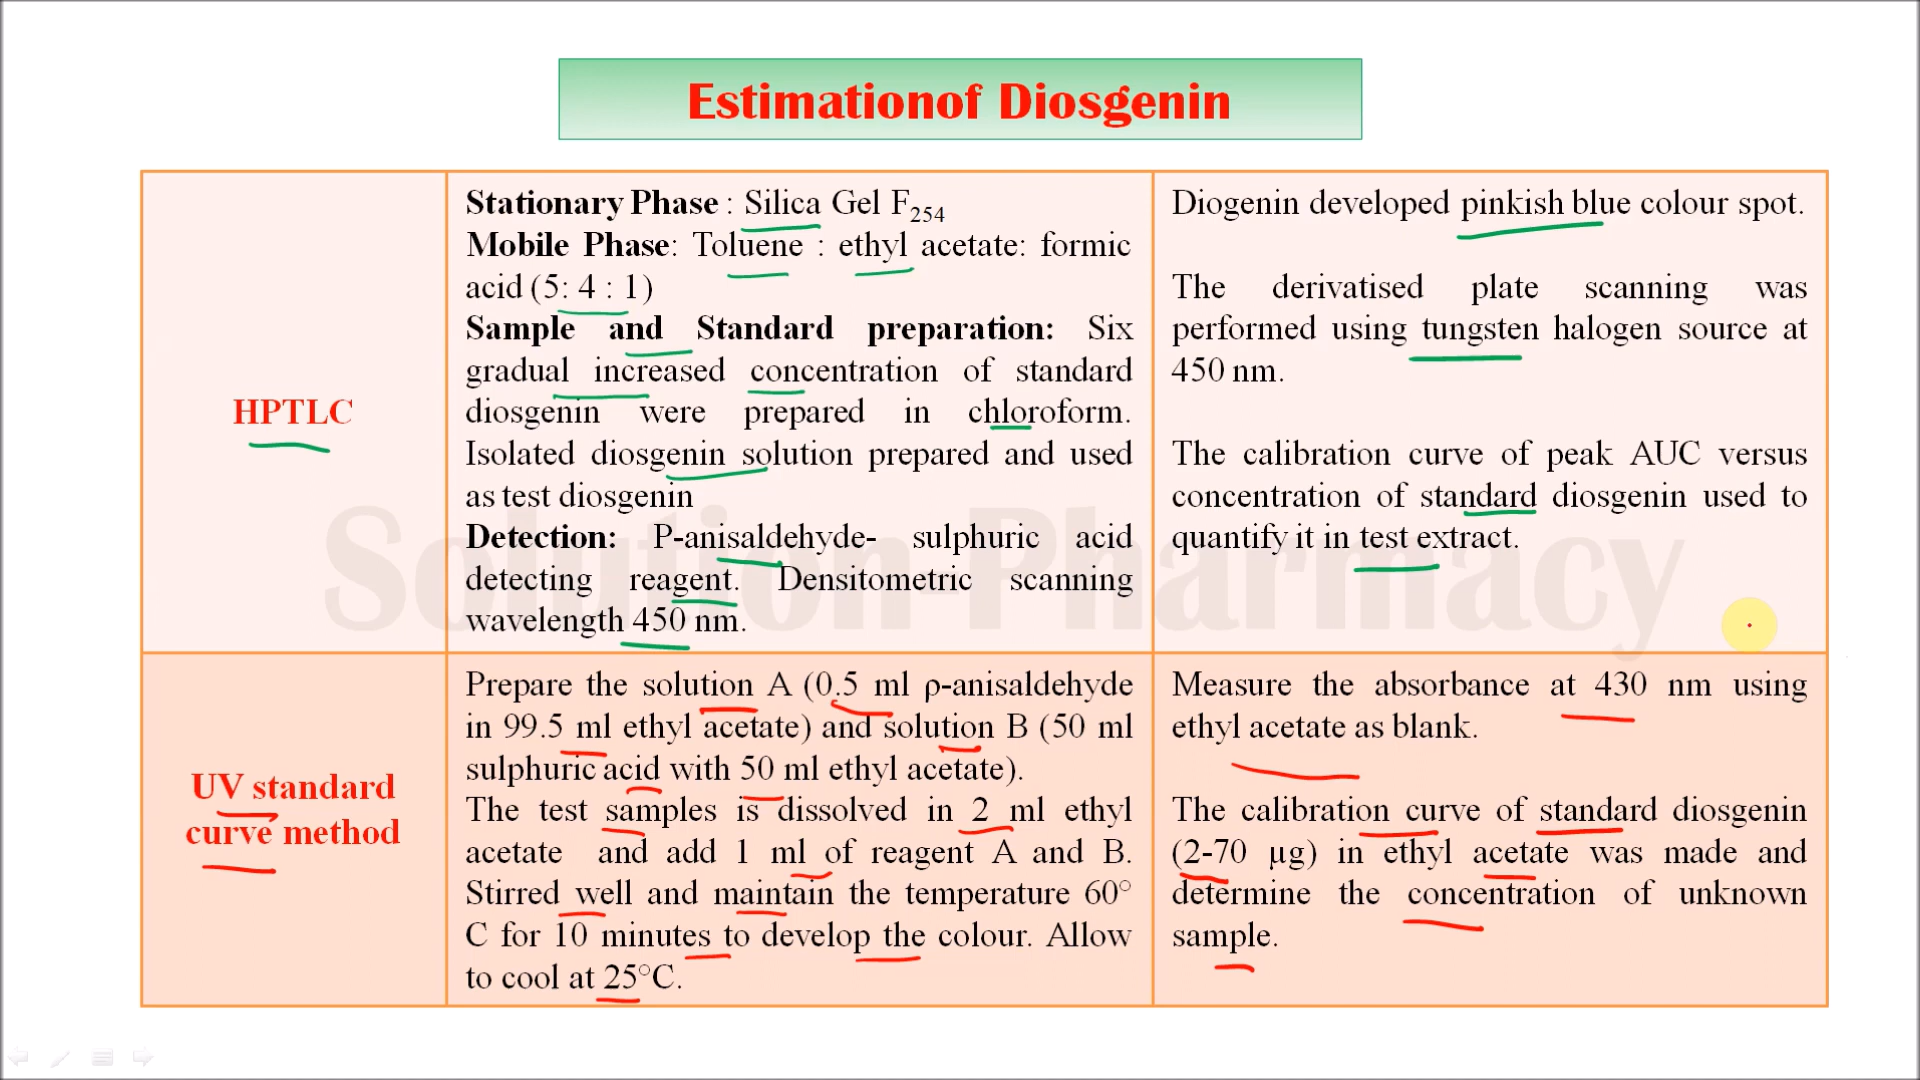 Estimationof Diosgenin
HPTLC
Stationary Phase : Silica Gel F254
Mobile Phase: Toluene : ethyl acetate: formic
acid (5: 4 : 1)
Sample and Standard preparation: Six
gradual increased concentration of standard
diosgenin were prepared in chloroform.
Isolated diosgenin solution prepared and used
as test diosgenin
Detection: P-anisaldehyde- sulphuric acid
detecting reagent. Densitometric scanning
wavelength 450 nm.
Diogenin developed pinkish blue colour spot.
The derivatised plate scanning was
performed using tungsten halogen source at
450 nm.
The calibration curve of peak AUC versus
concentration of standard diosgenin used to
quantify it in test extract.
UV standard
curve method
Prepare the solution A (0.5 ml ρ-anisaldehyde
in 99.5 ml ethyl acetate) and solution B (50 ml
sulphuric acid with 50 ml ethyl acetate).
The test samples is dissolved in 2 ml ethyl
acetate and add 1 ml of reagent A and B.
Stirred well and maintain the temperature 60°
C for 10 minutes to develop the colour. Allow
to cool at 25°C.
Measure the absorbance at 430 nm using
ethyl acetate as blank.
The calibration curve of standard diosgenin
(2-70 µg) in ethyl acetate was made and
determine the concentration of unknown
sample.
Solution-Pharmacy